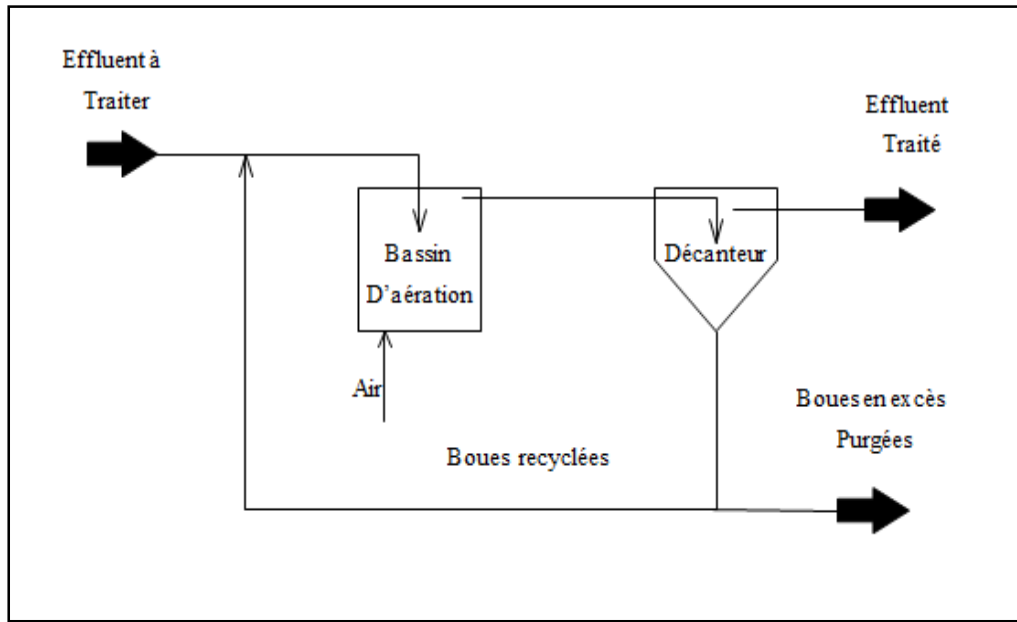 Effluent à
Traiter
Effluent
Traité
Bassin
D'aération
Décanteur
Air
Boues en excès
Purgées
Boues recyclées